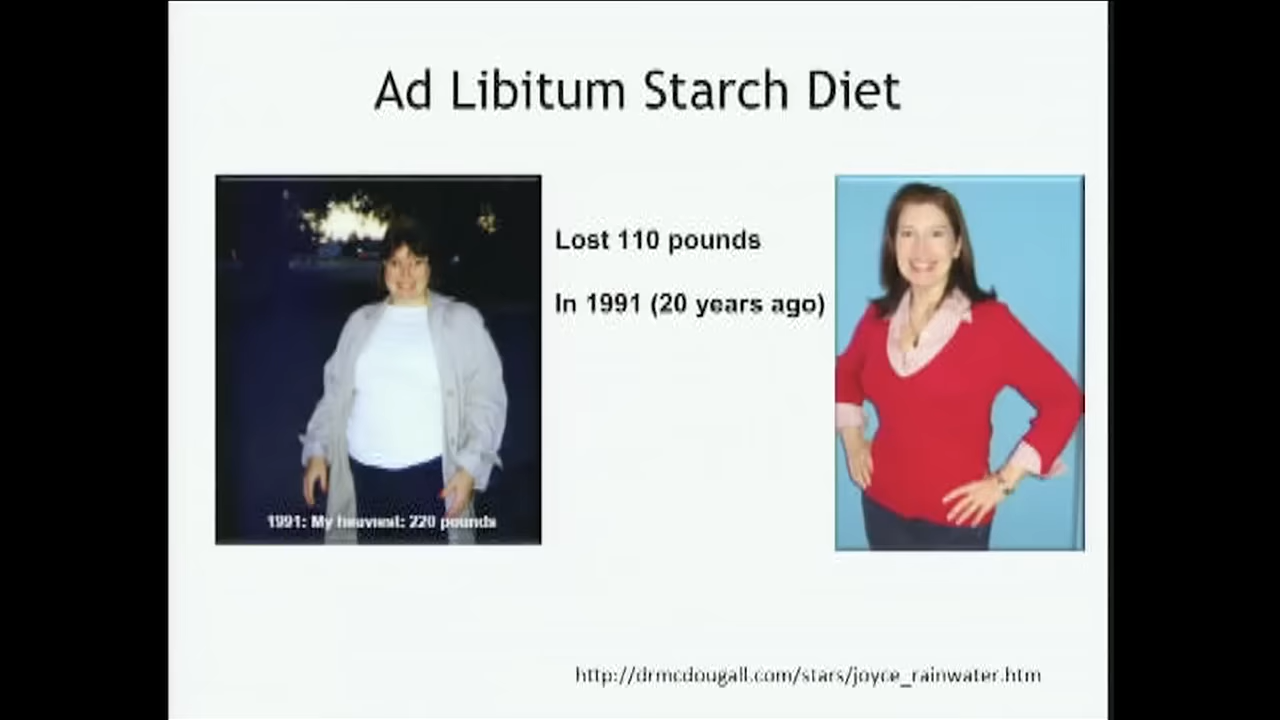 Ad Libitum Starch Diet
Lost 110 pounds
In 1991 (20 years ago)
1991: My heaviest: 220 pounds
http://drmcdougall.com/stars/joyce_rainwater.htm